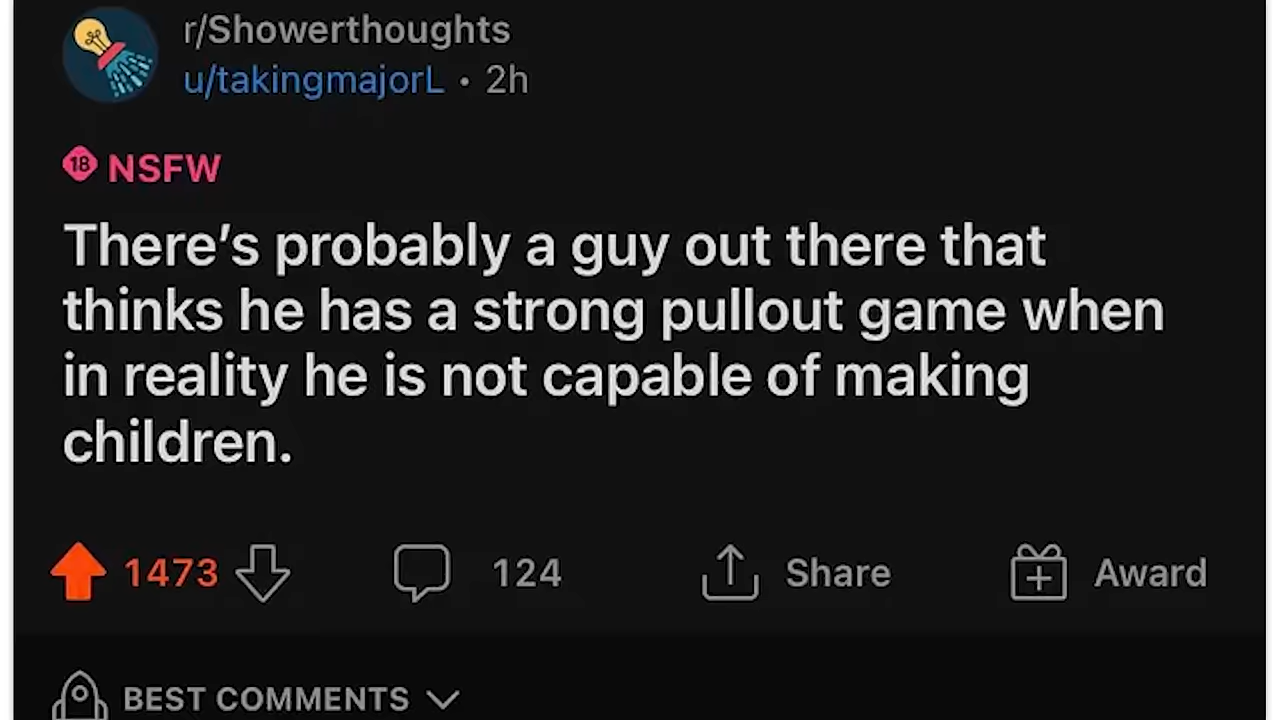 r/Showerthoughts
u/takingmajorL • 2h
18 NSFW
There’s probably a guy out there that
thinks he has a strong pullout game when
in reality he is not capable of making
children.
1473 124 Share Award
BEST COMMENTS